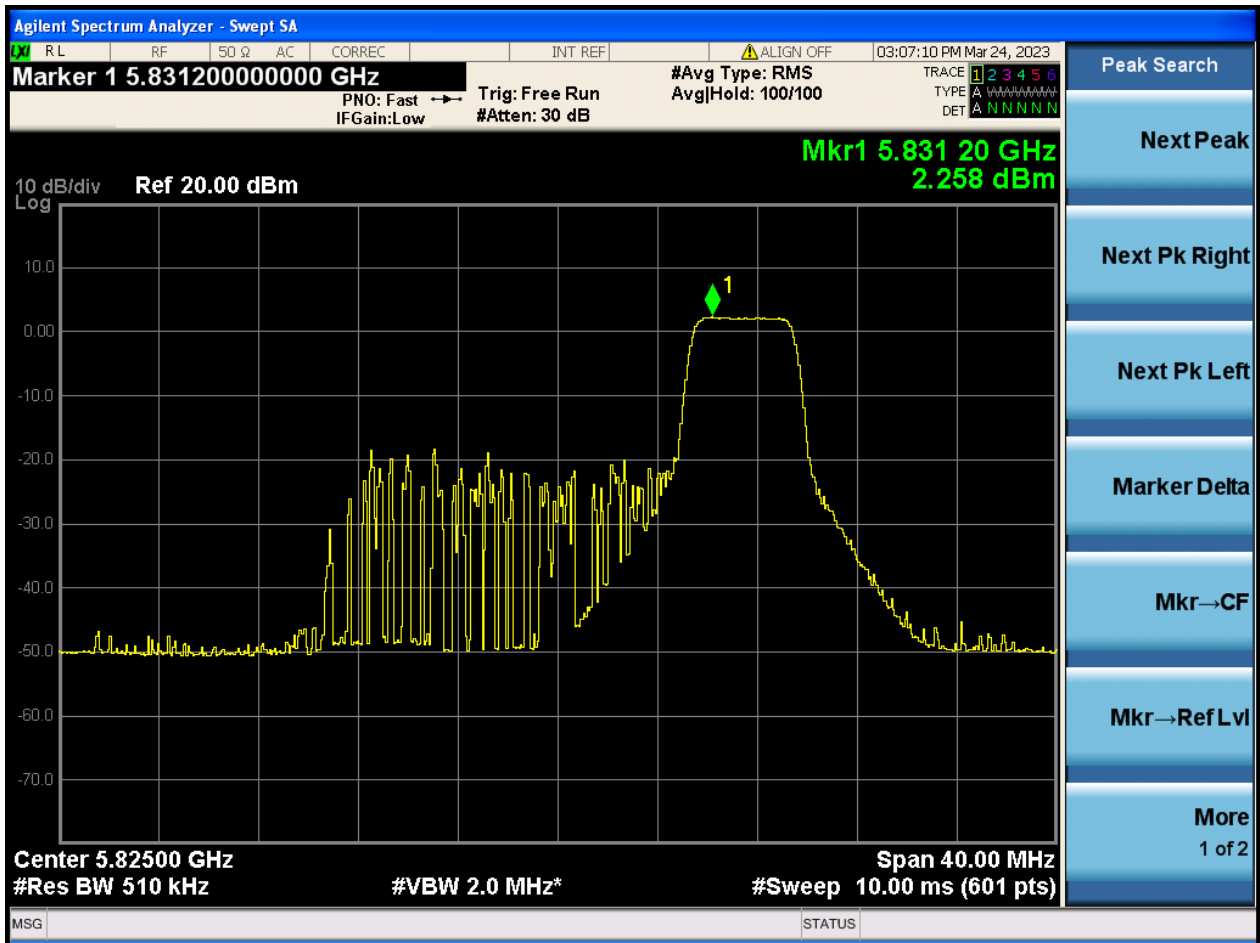 Agilent Spectrum Analyzer - Swept SA
LXI RL RF 50 Ω AC CORREC INT REF ALIGN OFF 03:07:10 PM Mar 24, 2023
Marker 1 5.831200000000 GHz
PNO: Fast
IFGain:Low
Trig: Free Run
#Atten: 30 dB
#Avg Type: RMS
Avg|Hold: 100/100
TRACE 1 2 3 4 5 6
TYPE A WWWWW
DET A N N N N N
Mkr1 5.831 20 GHz
2.258 dBm
10 dB/div Ref 20.00 dBm
Log
10.0
1
0.00
-10.0
-20.0
-30.0
-40.0
-50.0
-60.0
-70.0
Center 5.82500 GHz Span 40.00 MHz
#Res BW 510 kHz #VBW 2.0 MHz* #Sweep 10.00 ms (601 pts)
MSG STATUS
Peak Search
Next Peak
Next Pk Right
Next Pk Left
Marker Delta
Mkr→CF
Mkr→Ref Lvl
More
1 of 2